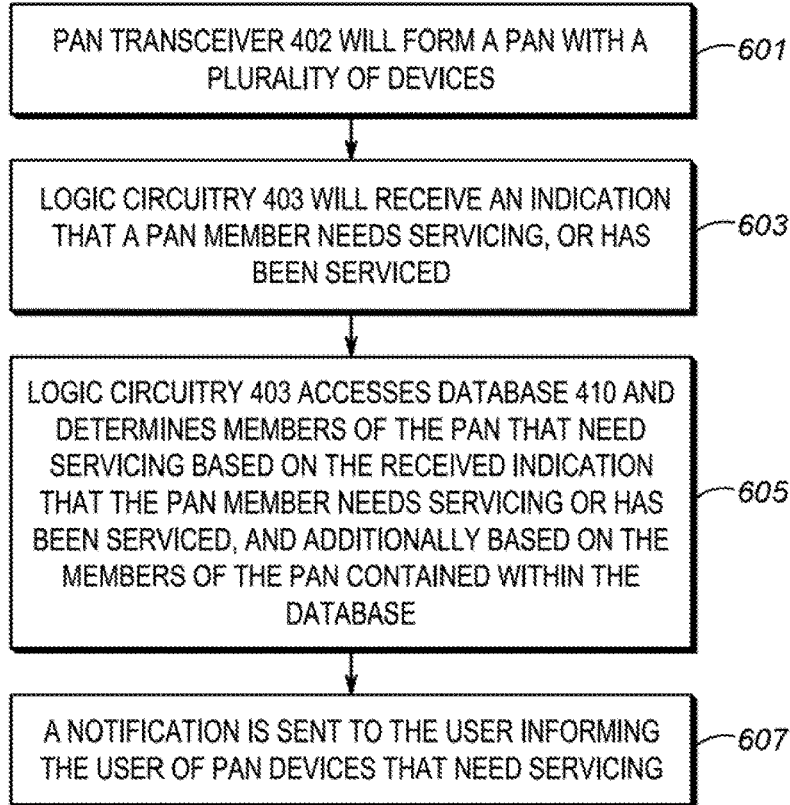 PAN TRANSCEIVER 402 WILL FORM A PAN WITH A
PLURALITY OF DEVICES
601
LOGIC CIRCUITRY 403 WILL RECEIVE AN INDICATION
THAT A PAN MEMBER NEEDS SERVICING, OR HAS
BEEN SERVICED
603
LOGIC CIRCUITRY 403 ACCESSES DATABASE 410 AND
DETERMINES MEMBERS OF THE PAN THAT NEED
SERVICING BASED ON THE RECEIVED INDICATION
THAT THE PAN MEMBER NEEDS SERVICING OR HAS
BEEN SERVICED, AND ADDITIONALLY BASED ON THE
MEMBERS OF THE PAN CONTAINED WITHIN THE
DATABASE
605
A NOTIFICATION IS SENT TO THE USER INFORMING
THE USER OF PAN DEVICES THAT NEED SERVICING
607